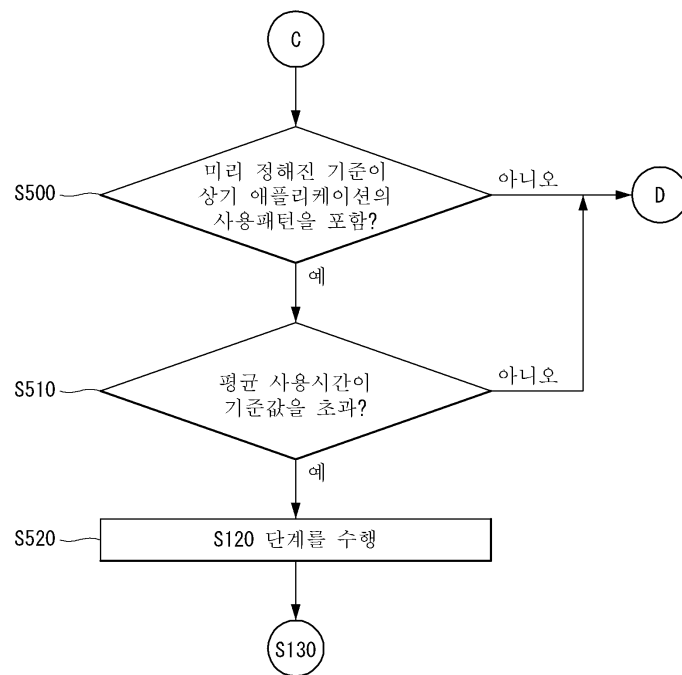 C
미리 정해진 기준이
상기 애플리케이션의
사용패턴을 포함?
S500
아니오
D
예
평균 사용시간이
기준값을 초과?
S510
아니오
예
S520
S120 단계를 수행
S130